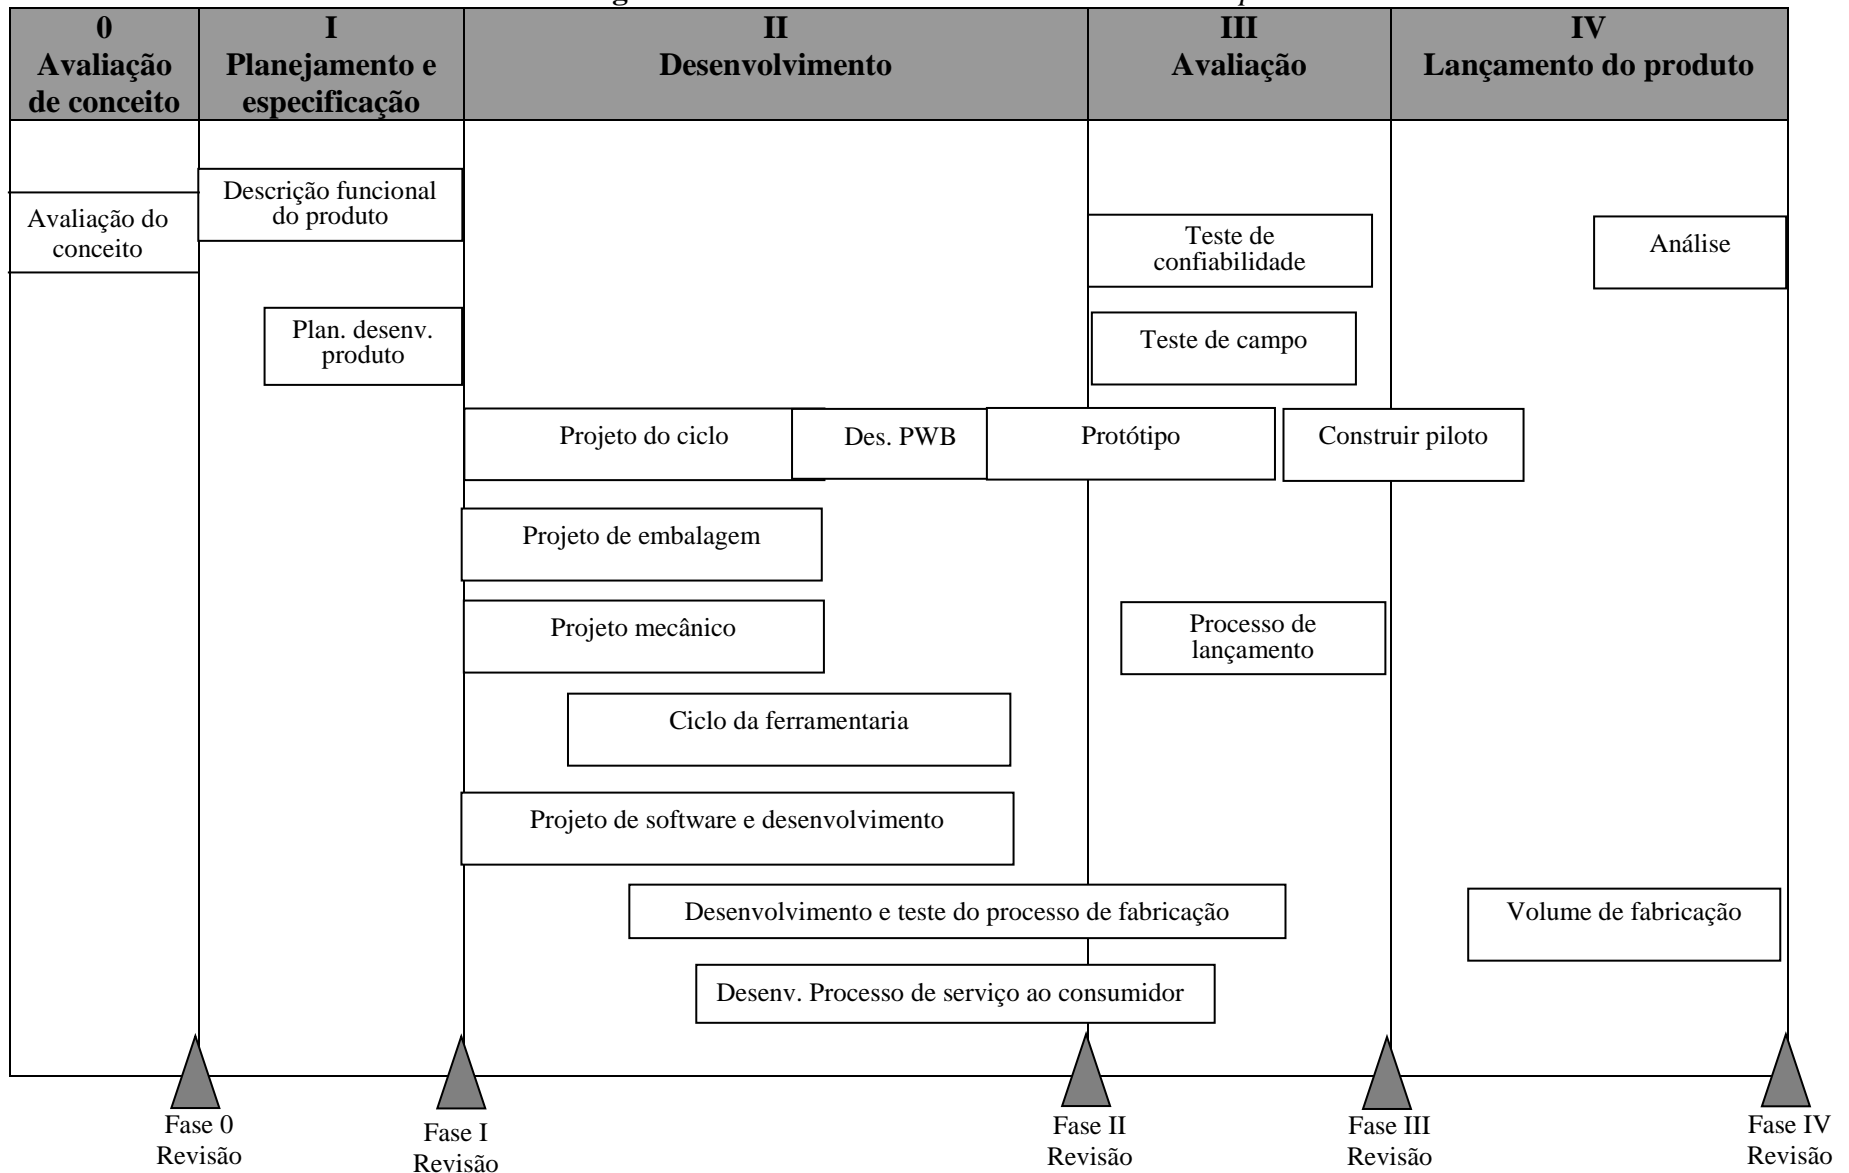 0
Avaliação
de conceito
I
Planejamento e
especificação
II
Desenvolvimento
III
Avaliação
IV
Lançamento do produto
Avaliação do
conceito
Descrição funcional
do produto
Plan. desenv.
produto
Teste de
confiabilidade
Análise
Teste de campo
Projeto do ciclo
Des. PWB
Protótipo
Construir piloto
Projeto de embalagem
Projeto mecânico
Processo de
lançamento
Ciclo da ferramentaria
Projeto de software e desenvolvimento
Desenvolvimento e teste do processo de fabricação
Volume de fabricação
Desenv. Processo de serviço ao consumidor
Fase 0
Revisão
Fase I
Revisão
Fase II
Revisão
Fase III
Revisão
Fase IV
Revisão